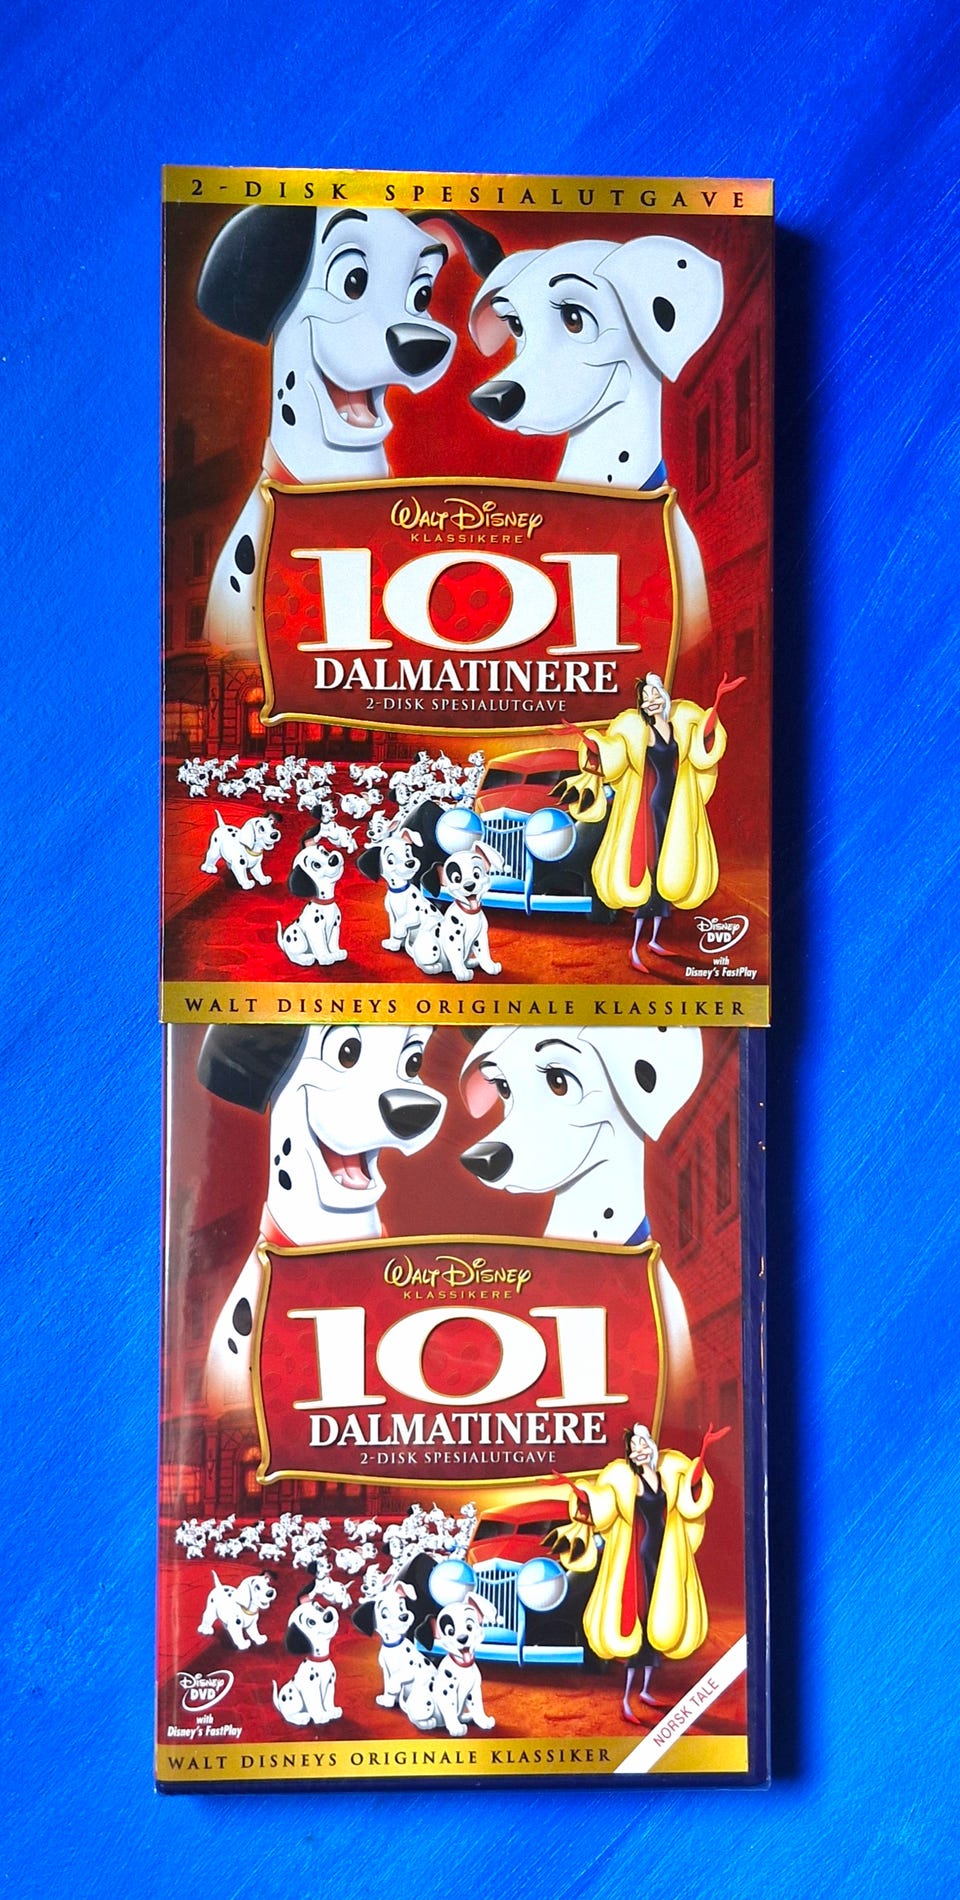 2-DISK SPESIALUTGAVE
WALT DISNEY
KLASSIKERE
101
DALMATINERE
2-DISK SPESIALUTGAVE
DISNEY
DVD
with
Disney's FastPlay
WALT DISNEYS ORIGINALE KLASSIKER
WALT DISNEY
KLASSIKERE
101
DALMATINERE
2-DISK SPESIALUTGAVE
DISNEY
DVD
with
Disney's FastPlay
NORSK TALE
WALT DISNEYS ORIGINALE KLASSIKER